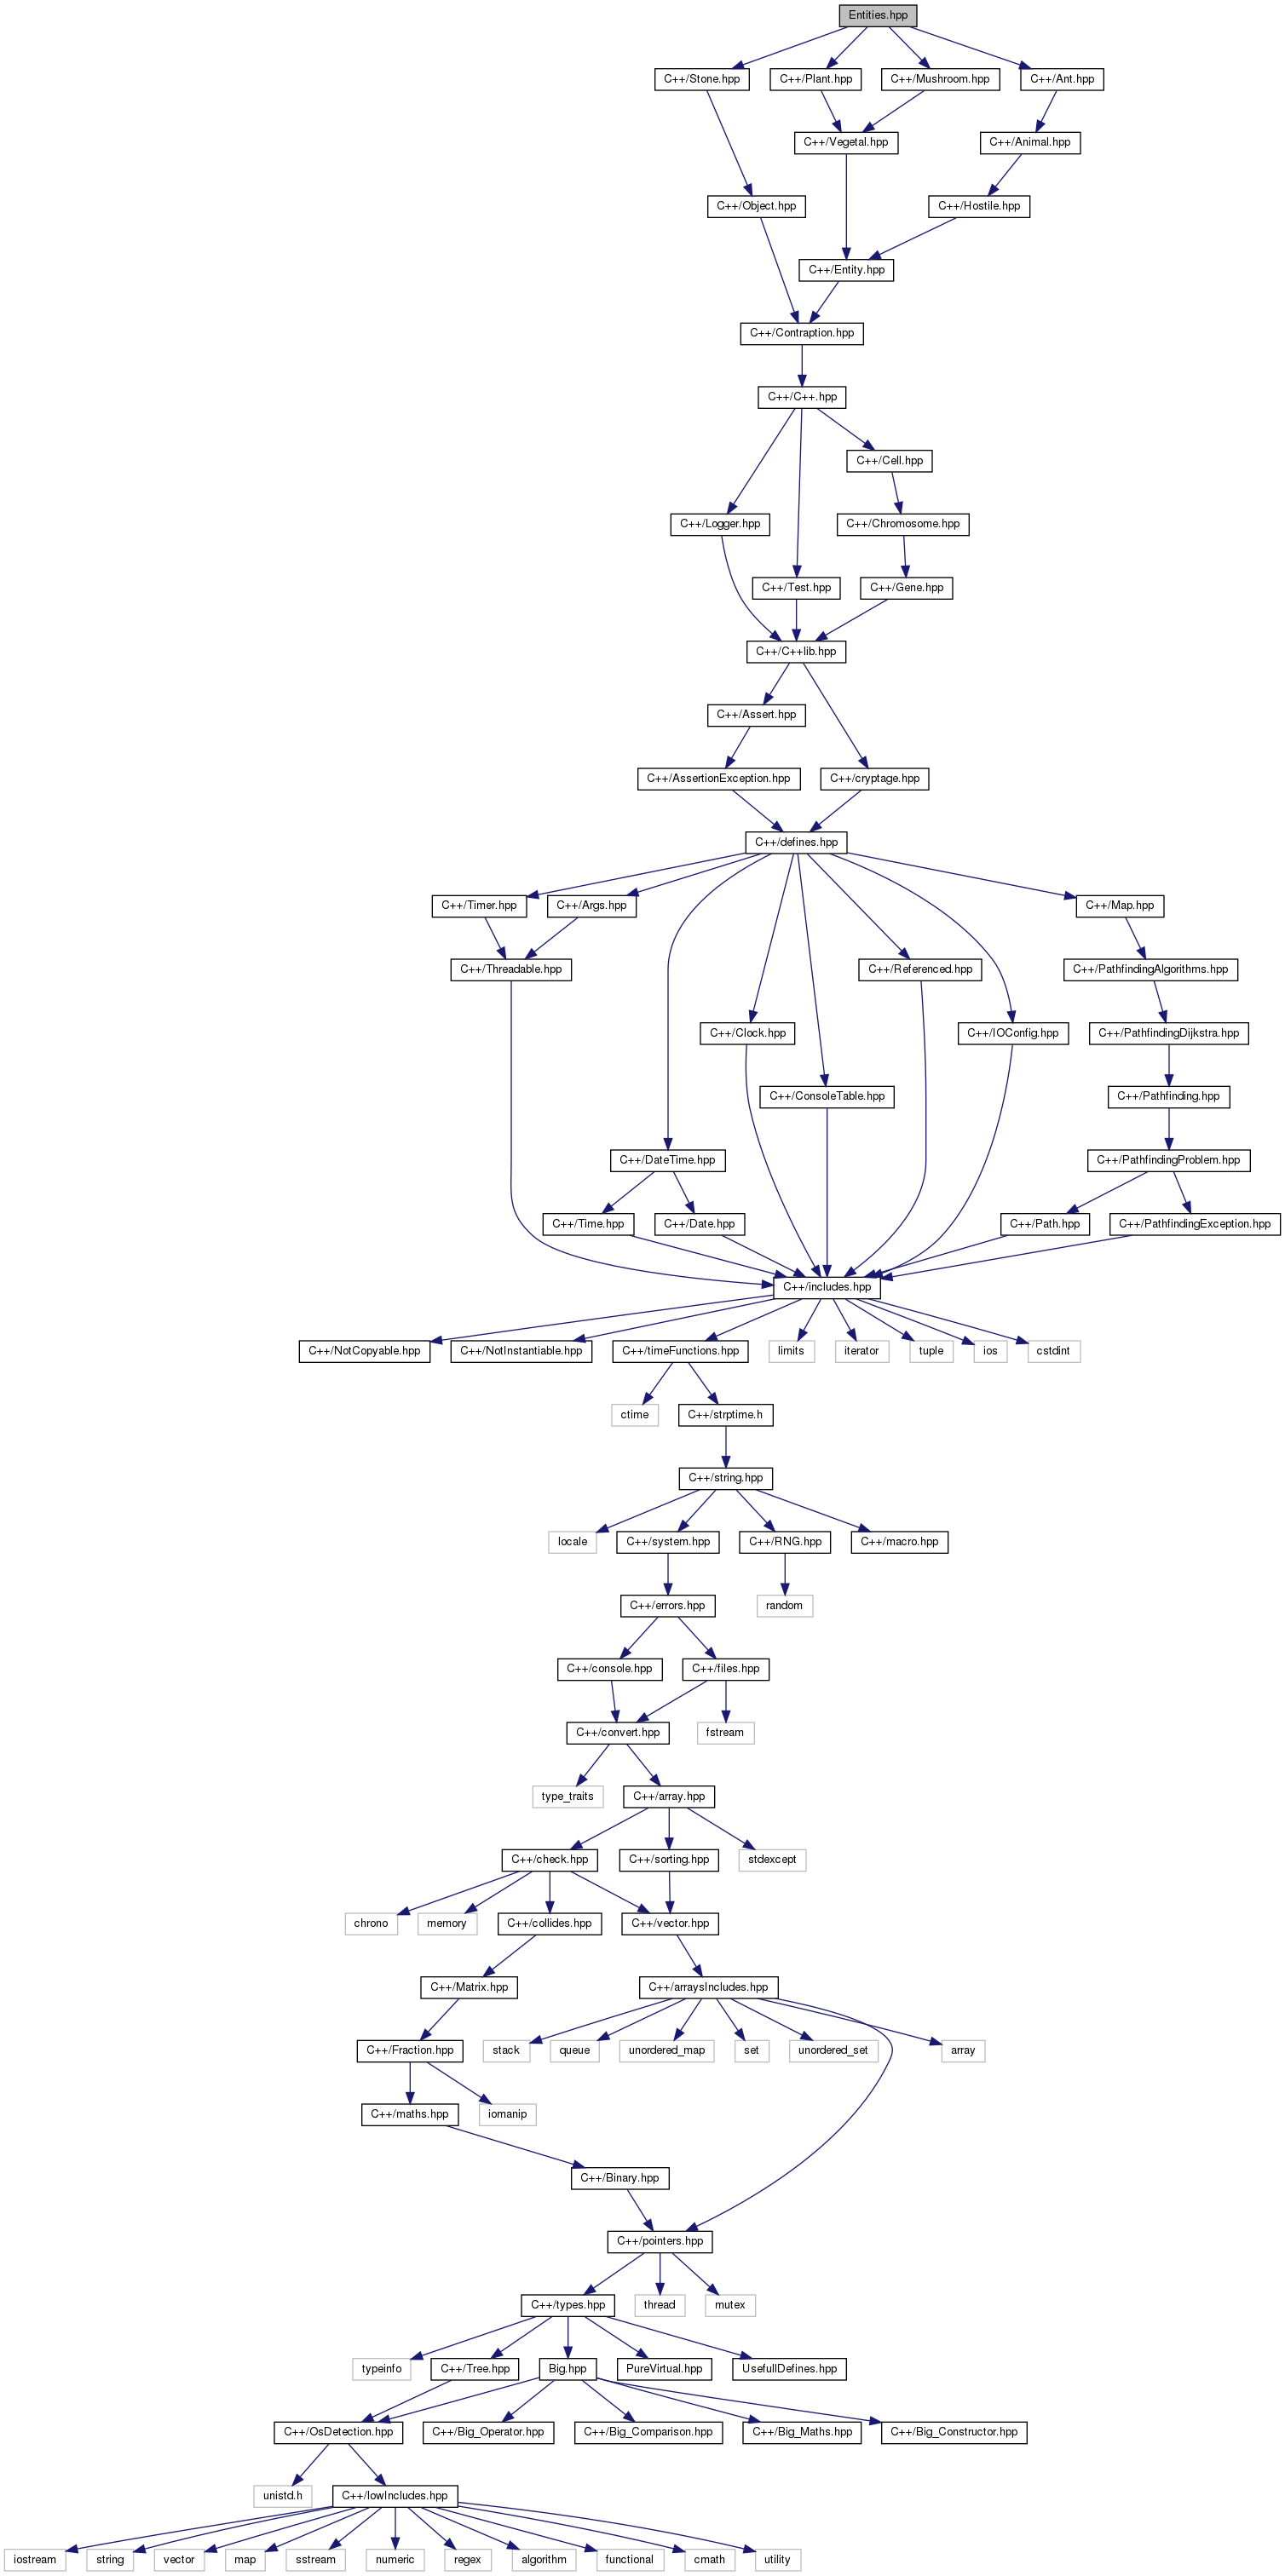 Entities.hpp
C++/Stone.hpp
C++/Plant.hpp
C++/Mushroom.hpp
C++/Ant.hpp
C++/Vegetal.hpp
C++/Animal.hpp
C++/Object.hpp
C++/Hostile.hpp
C++/Entity.hpp
C++/Contraption.hpp
C++/C++.hpp
C++/Cell.hpp
C++/Logger.hpp
C++/Chromosome.hpp
C++/Test.hpp
C++/Gene.hpp
C++/C++lib.hpp
C++/Assert.hpp
C++/AssertionException.hpp
C++/cryptage.hpp
C++/defines.hpp
C++/Timer.hpp
C++/Args.hpp
C++/Map.hpp
C++/Threadable.hpp
C++/Referenced.hpp
C++/PathfindingAlgorithms.hpp
C++/Clock.hpp
C++/IOConfig.hpp
C++/PathfindingDijkstra.hpp
C++/ConsoleTable.hpp
C++/Pathfinding.hpp
C++/DateTime.hpp
C++/PathfindingProblem.hpp
C++/Time.hpp
C++/Date.hpp
C++/Path.hpp
C++/PathfindingException.hpp
C++/includes.hpp
C++/NotCopyable.hpp
C++/NotInstantiable.hpp
C++/timeFunctions.hpp
limits
iterator
tuple
ios
cstdint
ctime
C++/strptime.h
C++/string.hpp
locale
C++/system.hpp
C++/RNG.hpp
C++/macro.hpp
C++/errors.hpp
random
C++/console.hpp
C++/files.hpp
C++/convert.hpp
fstream
type_traits
C++/array.hpp
C++/check.hpp
C++/sorting.hpp
stdexcept
chrono
memory
C++/collides.hpp
C++/vector.hpp
C++/Matrix.hpp
C++/arraysIncludes.hpp
C++/Fraction.hpp
stack
queue
unordered_map
set
unordered_set
array
C++/maths.hpp
iomanip
C++/Binary.hpp
C++/pointers.hpp
C++/types.hpp
thread
mutex
typeinfo
C++/Tree.hpp
Big.hpp
PureVirtual.hpp
UsefullDefines.hpp
C++/OsDetection.hpp
C++/Big_Operator.hpp
C++/Big_Comparison.hpp
C++/Big_Maths.hpp
C++/Big_Constructor.hpp
unistd.h
C++/lowIncludes.hpp
iostream
string
vector
map
sstream
numeric
regex
algorithm
functional
cmath
utility